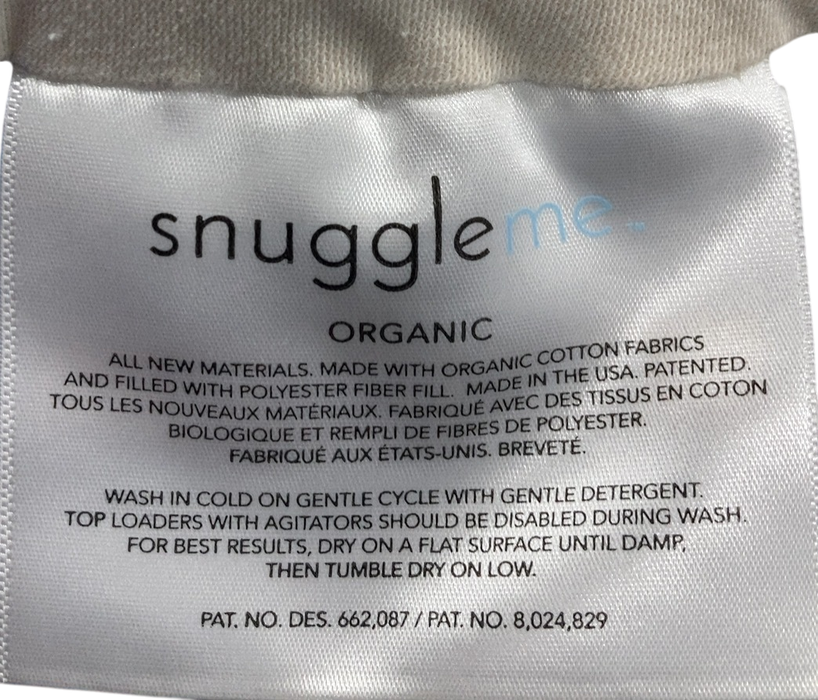 snuggleme™
ORGANIC
ALL NEW MATERIALS. MADE WITH ORGANIC COTTON FABRICS
AND FILLED WITH POLYESTER FIBER FILL. MADE IN THE USA. PATENTED.
TOUS LES NOUVEAUX MATÉRIAUX. FABRIQUÉ AVEC DES TISSUS EN COTON
BIOLOGIQUE ET REMPLI DE FIBRES DE POLYESTER.
FABRIQUÉ AUX ÉTATS-UNIS. BREVETÉ.
WASH IN COLD ON GENTLE CYCLE WITH GENTLE DETERGENT.
TOP LOADERS WITH AGITATORS SHOULD BE DISABLED DURING WASH.
FOR BEST RESULTS, DRY ON A FLAT SURFACE UNTIL DAMP,
THEN TUMBLE DRY ON LOW.
PAT. NO. DES. 662,087 / PAT. NO. 8,024,829